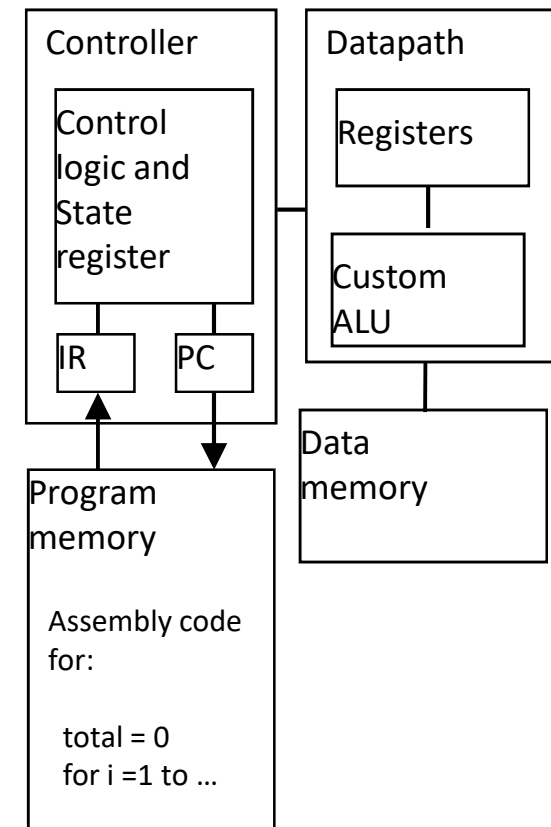 Controller
Control
logic and
State
register
IR
PC
Datapath
Registers
Custom
ALU
Data
memory
Program
memory
Assembly code
for:
total = 0
for i =1 to …